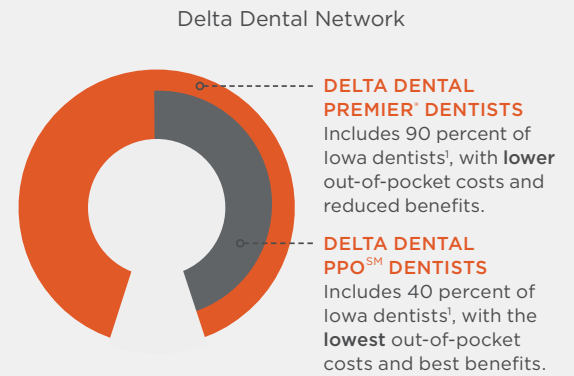 Delta Dental Network
DELTA DENTAL
PREMIER® DENTISTS
Includes 90 percent of
Iowa dentists¹, with lower
out-of-pocket costs and
reduced benefits.
DELTA DENTAL
PPO℠ DENTISTS
Includes 40 percent of
Iowa dentists¹, with the
lowest out-of-pocket
costs and best benefits.